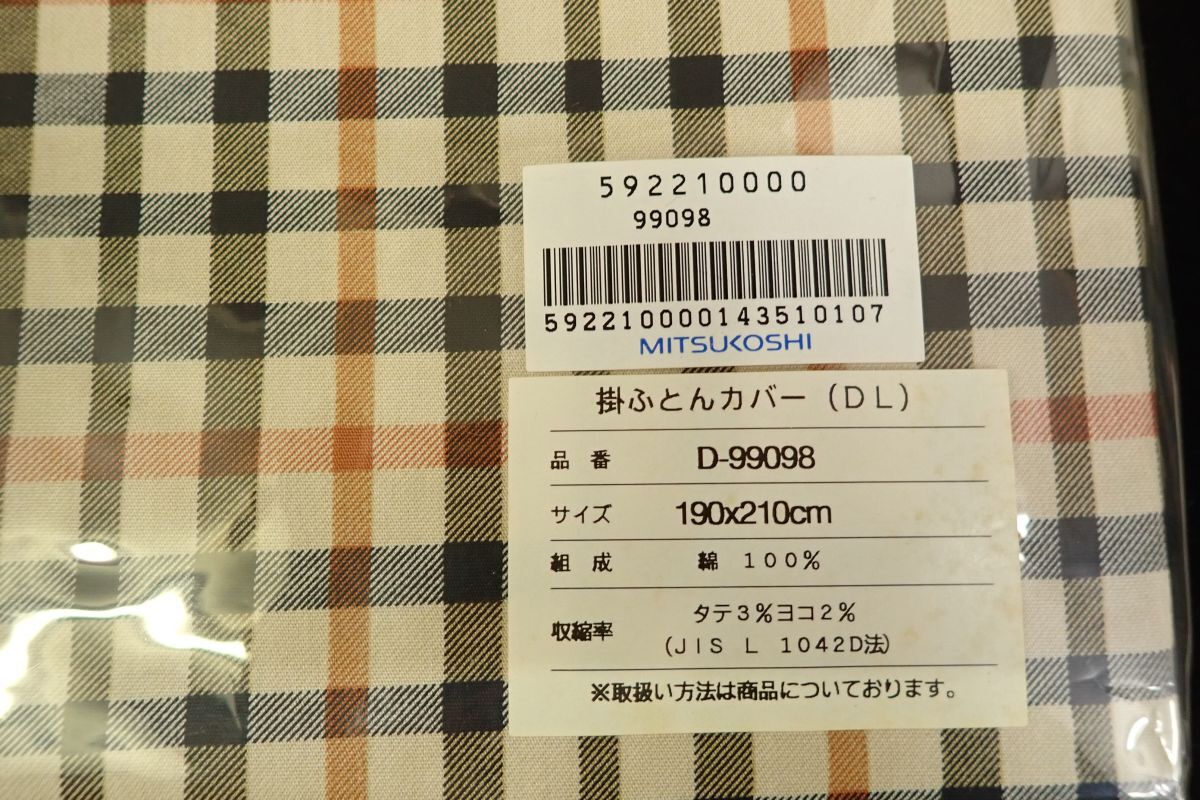 592210000
99098
592210000143510107
MITSUKOSHI
掛ふとんカバー（ＤＬ）
品番 D-99098
サイズ 190x210cm
組成 綿 １００％
収縮率 タテ３％ヨコ２％
（ＪＩＳ Ｌ １０４２Ｄ法）
※取扱い方法は商品についております。